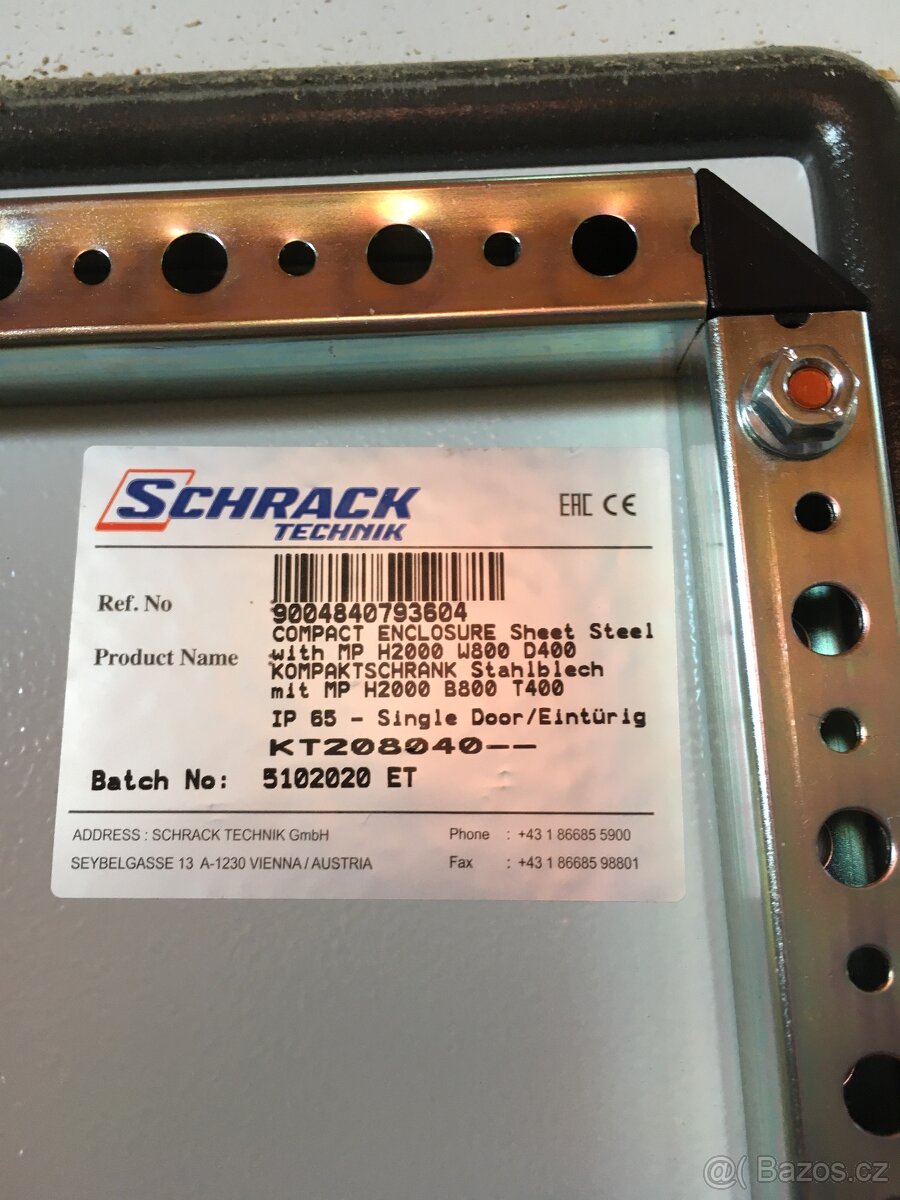 SCHRACK
TECHNIK
EAC CE
Ref. No
9004840793604
Product Name
COMPACT ENCLOSURE Sheet Steel
with MP H2000 W800 D400
KOMPAKTSCHRANK Stahlblech
mit MP H2000 B800 T400
IP 65 - Single Door/Eintürig
KT208040--
Batch No: 5102020 ET
ADDRESS : SCHRACK TECHNIK GmbH
SEYBELGASSE 13 A-1230 VIENNA / AUSTRIA
Phone : +43 1 86685 5900
Fax : +43 1 86685 98801
@( Bazos.cz